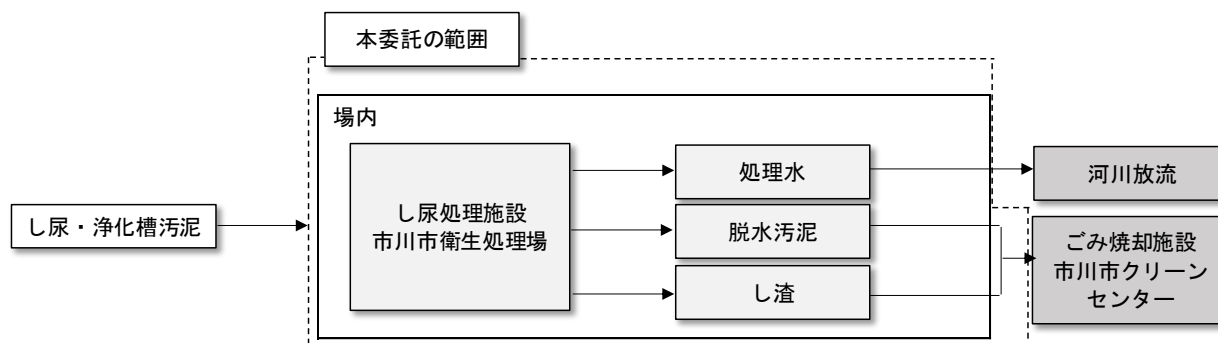 本委託の範囲
場内
し尿・浄化槽汚泥
し尿処理施設
市川市衛生処理場
処理水
脱水汚泥
し渣
河川放流
ごみ焼却施設
市川市クリーン
センター